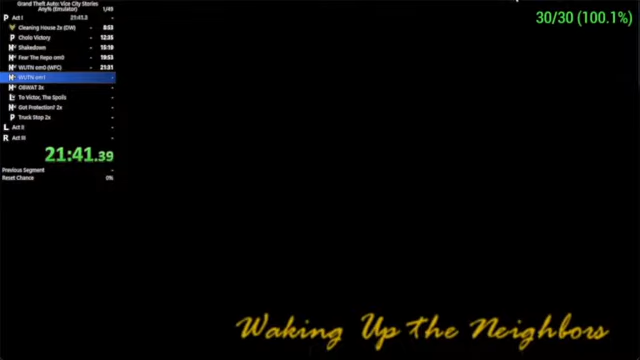 Grand Theft Auto: Vice City Stories
Any% (Emulator) 1/49
Act I 21:41.3
Cleaning House 2x (DW) - 8:53
Cholo Victory - 12:35
Shakedown - 15:19
Fear The Repo om0 - 19:53
WUTN om0 (WFC) - 21:31
WUTN om1 -
OBWAT 3x -
To Victor, The Spoils -
Got Protection? 2x -
Truck Stop 2x -
Act II -
Act III -
21:41.39
Previous Segment -
Reset Chance 0%
30/30 (100.1%)
Waking Up the Neighbors